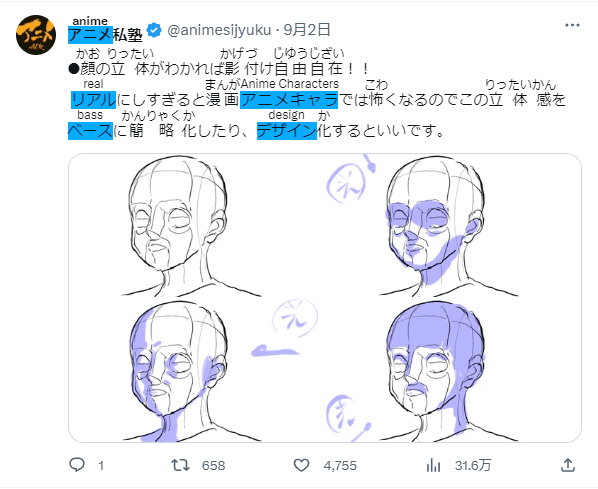 anime
アニメ私塾 @animesijyuku・9月2日
かお りったい かげづ じゆうじざい
●顔の立体がわかれば影付け自由自在！！
real まんがAnime Characters こわ りったいかん
リアルにしすぎると漫画アニメキャラでは怖くなるのでこの立体感を
bass かんりゃくか design か
ベースに簡略化したり、デザイン化するといいです。
1 658 4,755 31.6万